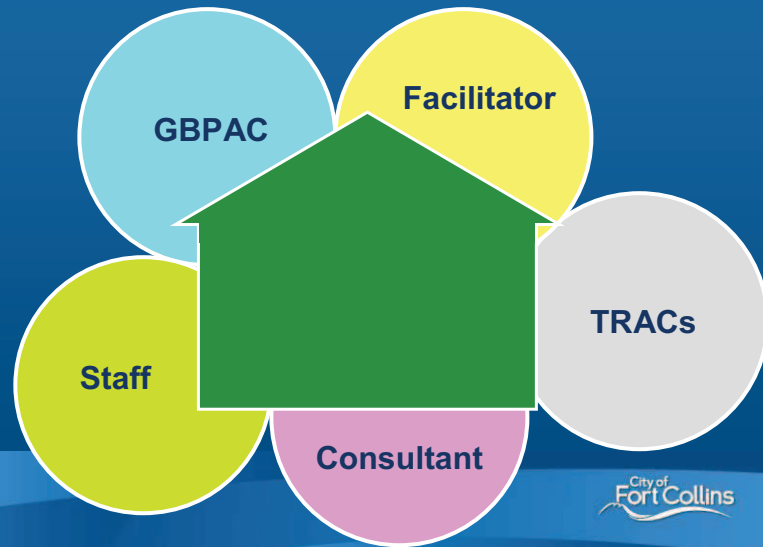 GBPAC
Facilitator
TRACs
Staff
Consultant
City of
Fort Collins